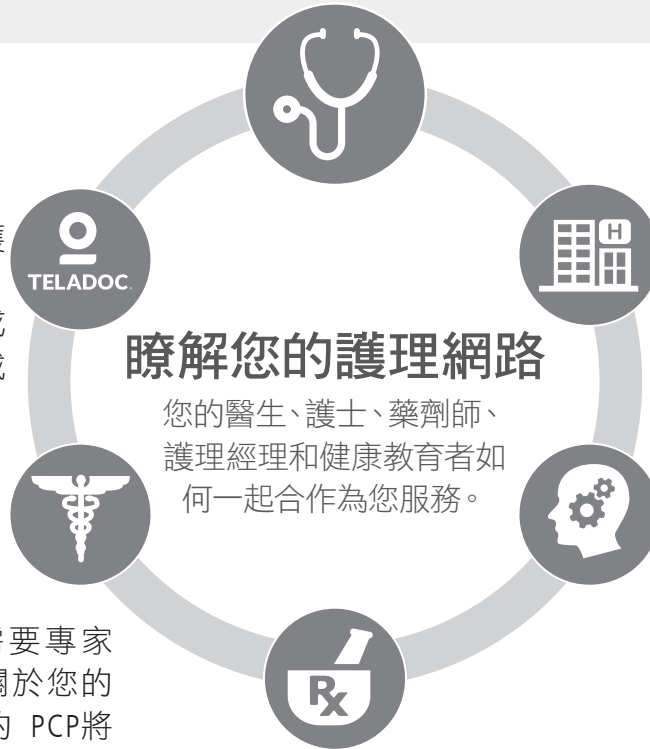 H
TELADOC.
瞭解您的護理網路
您的醫生、護士、藥劑師、
護理經理和健康教育者如
何一起合作為您服務。
需要專家
關於您的
的 PCP將
Rx